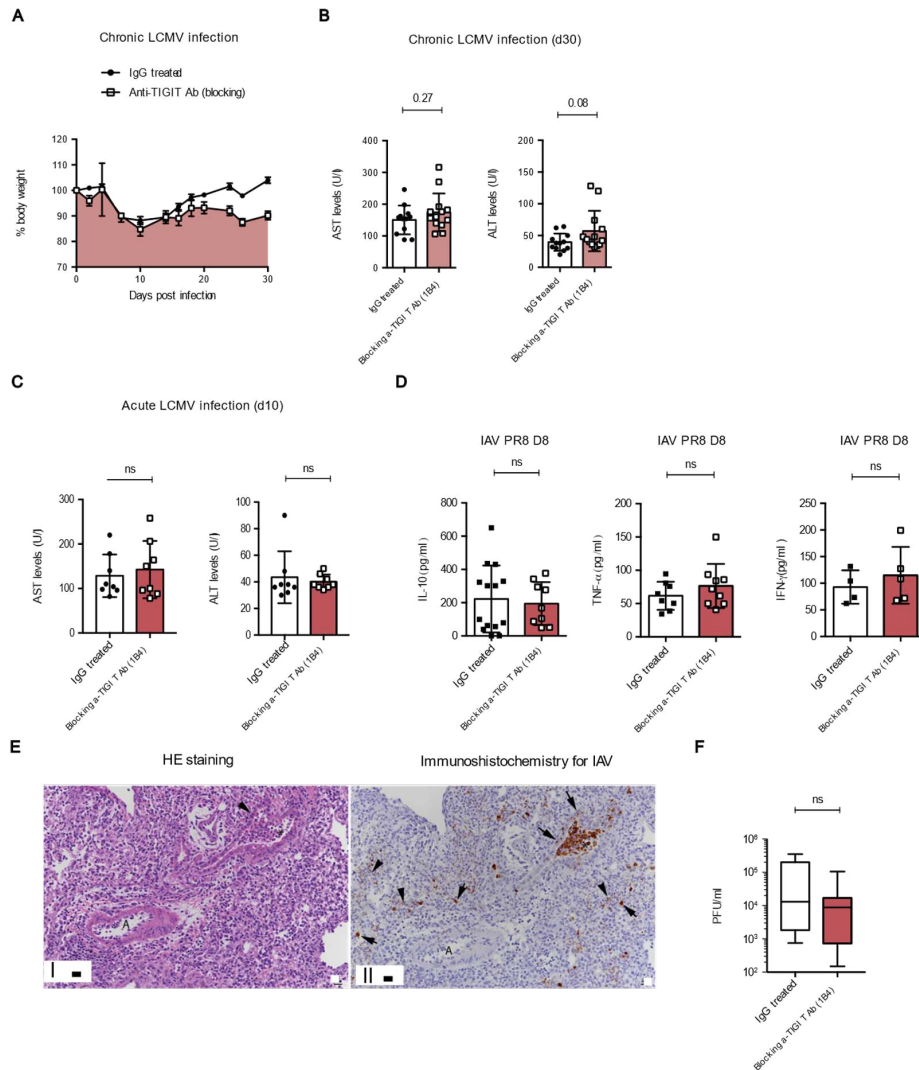 A
Chronic LCMV infection
IgG treated
Anti-TIGIT Ab (blocking)
120
110
100
90
80
70
% body weight
0
10
20
30
Days post infection
B
Chronic LCMV infection (d30)
0.27
400
300
200
100
0
AST levels (U/l)
IgG treated
Blocking a-TIGI T Ab (1B4)
0.08
200
150
100
50
0
ALT levels (U/l)
IgG treated
Blocking a-TIGI T Ab (1B4)
C
Acute LCMV infection (d10)
ns
300
200
100
0
AST levels (U/l)
IgG treated
Blocking a-TIGI T Ab (1B4)
ns
100
80
60
40
20
0
ALT levels (U/l)
IgG treated
Blocking a-TIGI T Ab (1B4)
D
IAV PR8 D8
ns
800
600
400
200
0
IL-10 (pg/ml)
IgG treated
Blocking a-TIGI T Ab (1B4)
IAV PR8 D8
ns
200
150
100
50
0
TNF-α (pg/ml)
IgG treated
Blocking a-TIGI T Ab (1B4)
IAV PR8 D8
ns
200
150
100
50
0
IFN-γ(pg/ml)
IgG treated
Blocking a-TIGI T Ab (1B4)
E
HE staining
A
I
Immunoshistochemistry for IAV
A
II
F
ns
10⁶
10⁵
10⁴
10³
10²
PFU/ml
IgG treated
Blocking a-TIGI T Ab (1B4)